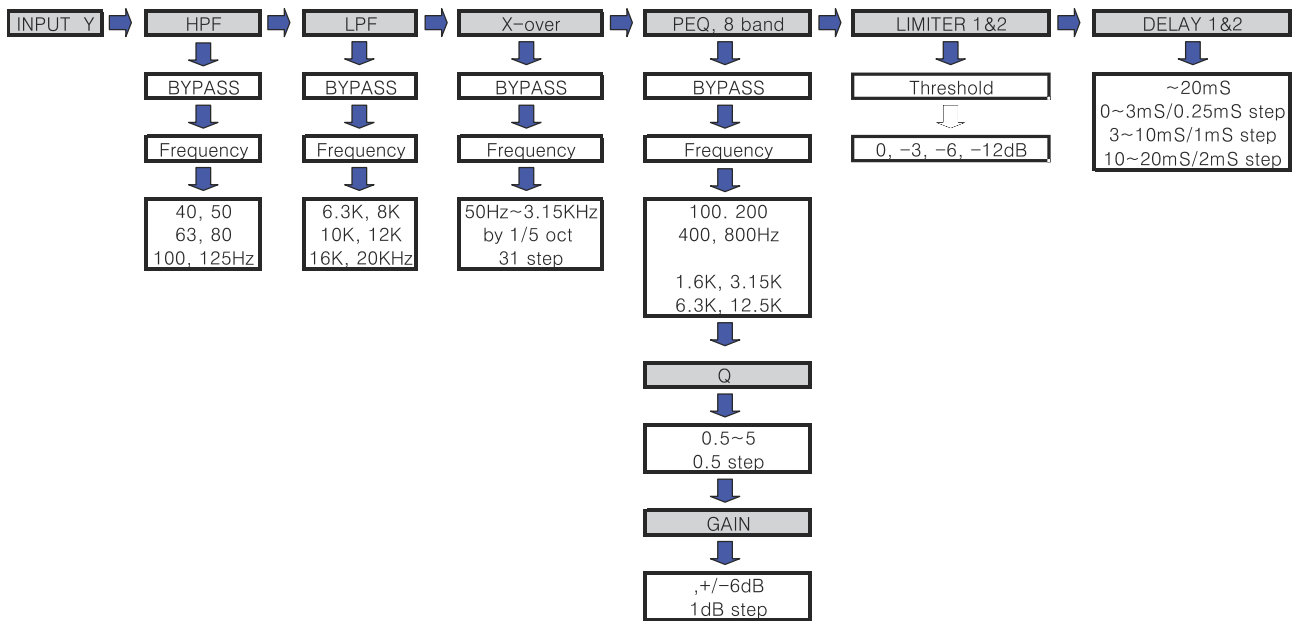 INPUT Y
HPF
LPF
X-over
PEQ, 8 band
LIMITER 1&2
DELAY 1&2
BYPASS
BYPASS
BYPASS
BYPASS
Threshold
~20mS
0~3mS/0.25mS step
3~10mS/1mS step
10~20mS/2mS step
Frequency
Frequency
Frequency
Frequency
0, -3, -6, -12dB
40, 50
63, 80
100, 125Hz
6.3K, 8K
10K, 12K
16K, 20KHz
50Hz~3.15KHz
by 1/5 oct
31 step
100. 200
400, 800Hz
1.6K, 3.15K
6.3K, 12.5K
Q
0.5~5
0.5 step
GAIN
,+/-6dB
1dB step